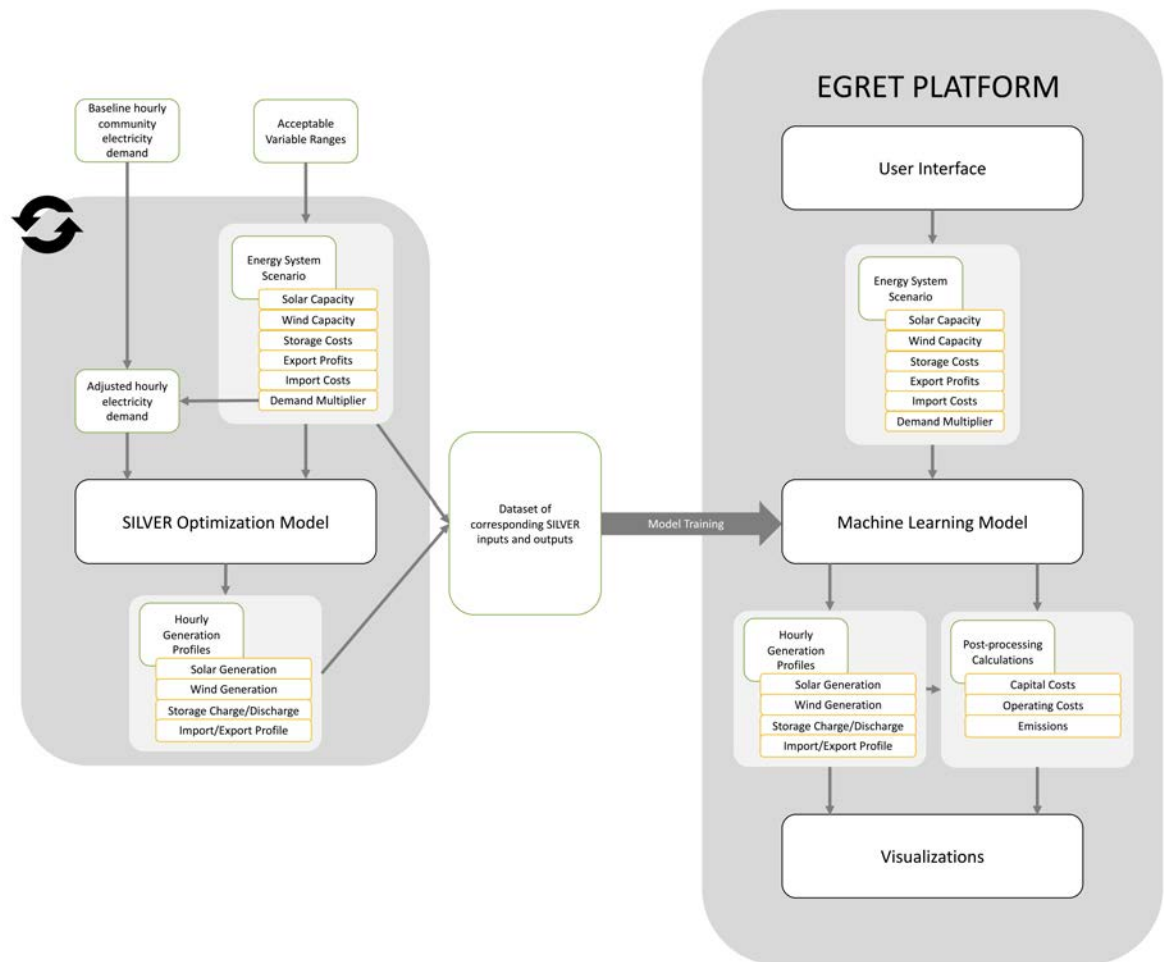 Baseline hourly
community
electricity
demand
Acceptable
Variable Ranges
Energy System
Scenario
Solar Capacity
Wind Capacity
Storage Costs
Export Profits
Import Costs
Demand Multiplier
Adjusted hourly
electricity
demand
SILVER Optimization Model
Hourly
Generation
Profiles
Solar Generation
Wind Generation
Storage Charge/Discharge
Import/Export Profile
Dataset of
corresponding SILVER
inputs and outputs
Model Training
EGRET PLATFORM
User Interface
Energy System
Scenario
Solar Capacity
Wind Capacity
Storage Costs
Export Profits
Import Costs
Demand Multiplier
Machine Learning Model
Hourly
Generation
Profiles
Solar Generation
Wind Generation
Storage Charge/Discharge
Import/Export Profile
Post-processing
Calculations
Capital Costs
Operating Costs
Emissions
Visualizations